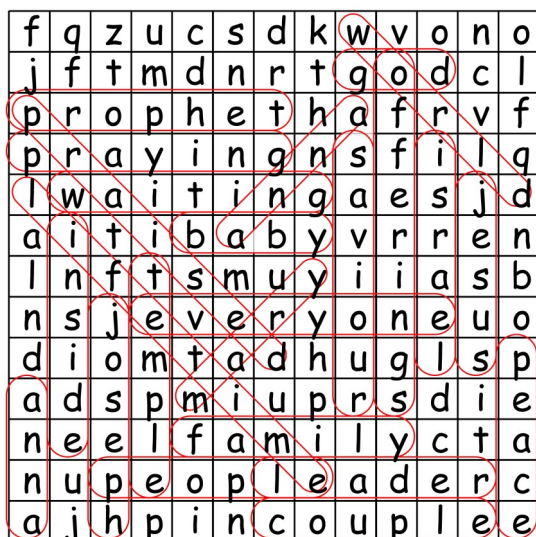 f q z u c s d k w v o n o
j f t m d n r t g o d c l
p r o p h e t h a f r v f
p r a y i n g n s f i l q
l w a i t i n g a e s j d
a i t i b a b y v r r e n
l n f t s m u y i i a s b
n s j e v e r y o n e u o
d i o m t a d h u g l s p
a d s p m i u p r s d i e
n e e l f a m i l y c t a
n u p e o p l e a d e r c
a j h p i n c o u p l e e